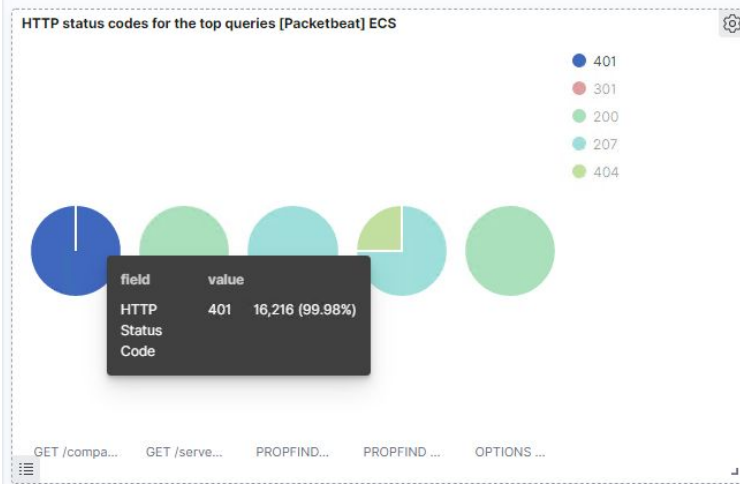 HTTP status codes for the top queries [Packetbeat] ECS
401
301
200
207
404
field value
HTTP Status Code 401 16,216 (99.98%)
GET /compa... GET /serve... PROPFIND... PROPFIND ... OPTIONS ...